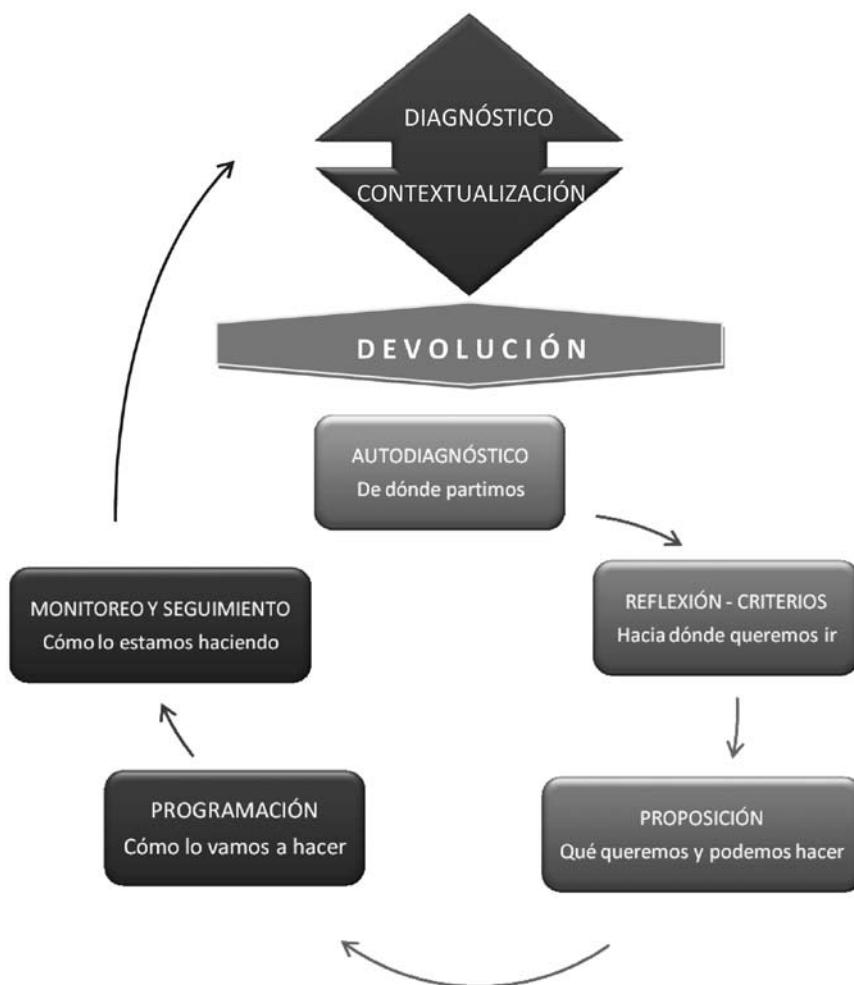 DIAGNÓSTICO
CONTEXTUALIZACIÓN
DEVOLUCIÓN
AUTODIAGNÓSTICO
De dónde partimos
REFLEXIÓN - CRITERIOS
Hacia dónde queremos ir
PROPOSICIÓN
Qué queremos y podemos hacer
PROGRAMACIÓN
Cómo lo vamos a hacer
MONITOREO Y SEGUIMIENTO
Cómo lo estamos haciendo